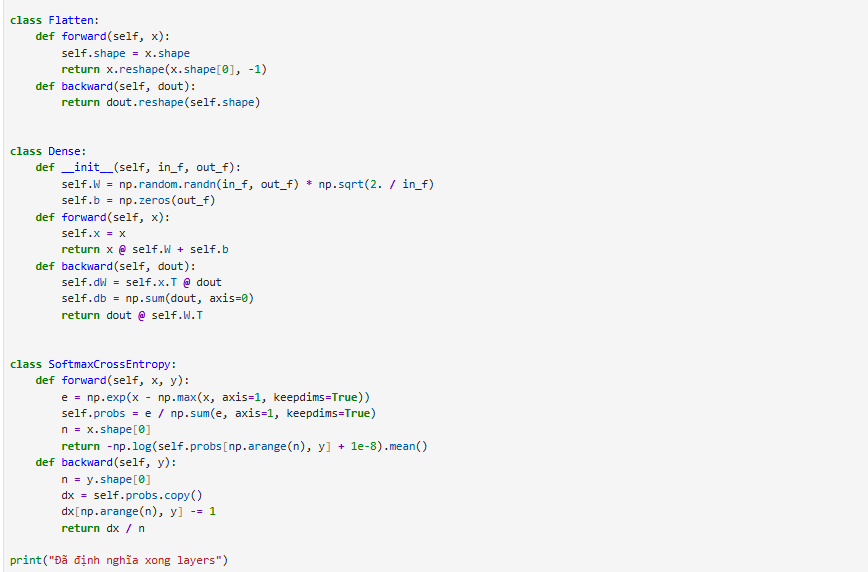 class Flatten:
    def forward(self, x):
        self.shape = x.shape
        return x.reshape(x.shape[0], -1)
    def backward(self, dout):
        return dout.reshape(self.shape)
class Dense:
    def __init__(self, in_f, out_f):
        self.W = np.random.randn(in_f, out_f) * np.sqrt(2. / in_f)
        self.b = np.zeros(out_f)
    def forward(self, x):
        self.x = x
        return x @ self.W + self.b
    def backward(self, dout):
        self.dW = self.x.T @ dout
        self.db = np.sum(dout, axis=0)
        return dout @ self.W.T
class SoftmaxCrossEntropy:
    def forward(self, x, y):
        e = np.exp(x - np.max(x, axis=1, keepdims=True))
        self.probs = e / np.sum(e, axis=1, keepdims=True)
        n = x.shape[0]
        return -np.log(self.probs[np.arange(n), y] + 1e-8).mean()
    def backward(self, y):
        n = y.shape[0]
        dx = self.probs.copy()
        dx[np.arange(n), y] -= 1
        return dx / n
print("Đã định nghĩa xong layers")